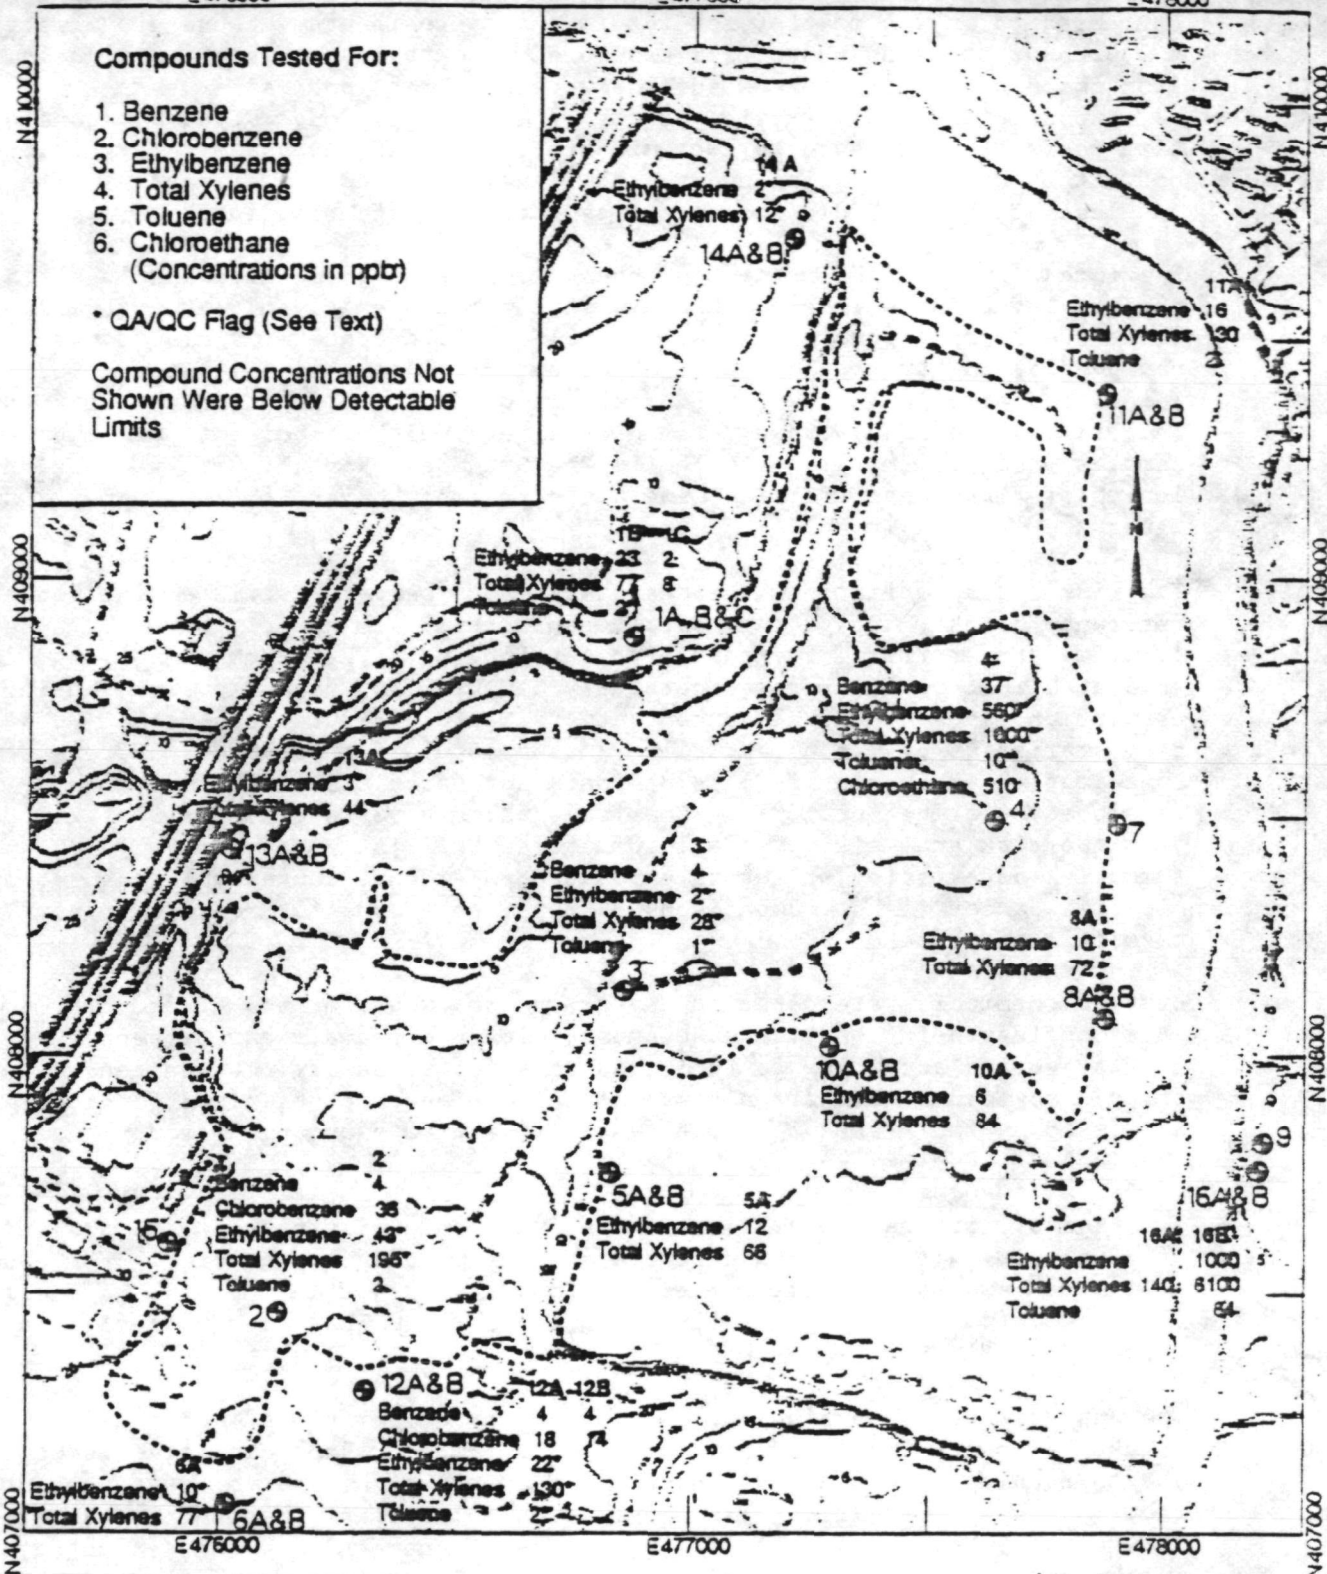 E478000
Compounds Tested For:
1. Benzene
2. Chlorobenzene
3. Ethylbenzene
4. Total Xylenes
5. Toluene
6. Chloroethane
(Concentrations in ppb)
* QA/QC Flag (See Text)
Compound Concentrations Not
Shown Were Below Detectable
Limits
N410000
N410000
14A
Ethylbenzene 2*
Total Xylenes 12*
14A&B
11A
Ethylbenzene 16
Total Xylenes 130
Toluene 2
11A&B
N
N409000
N409000
1B 1C
Ethylbenzene 23 2
Total Xylenes 77 8
Toluene 2
1A, B & C
4
Benzene 37
Ethylbenzene 560*
Total Xylenes 1000*
Toluene 10*
Chloroethane 510
4
7
13A
Ethylbenzene 3*
Total Xylenes 44*
13A&B
3
Benzene 4
Ethylbenzene 2*
Total Xylenes 28*
Toluene 1*
3
8A
Ethylbenzene 10
Total Xylenes 72
8A&B
N408000
N408000
10A&B
10A
Ethylbenzene
Total Xylenes 84
9
16A&B
16A 16B
Ethylbenzene 1000
Total Xylenes 140 6100
Toluene 64
5A&B
5A
Ethylbenzene 12
Total Xylenes 66
2
Benzene 4
Chlorobenzene 36
Ethylbenzene 43*
Total Xylenes 195*
Toluene 2
15
2
12A&B
12A 12B
Benzene 4 4
Chlorobenzene 18 14
Ethylbenzene 22*
Total Xylenes 130*
Toluene 2
6A
Ethylbenzene 10*
Total Xylenes 77*
6A&B
N407000
N407000
E476000
E477000
E478000